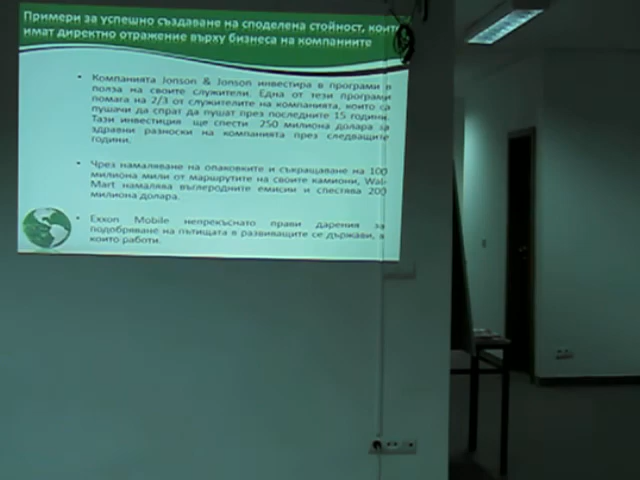 Примери за успешно създаване на споделена стойност, които
имат директно отражение върху бизнеса на компаниите
• Компанията Jonson & Jonson инвестира в програми в
полза на своите служители. Една от тези програми
помага на 2/3 от служителите на компанията, които са
пушачи да спрат да пушат през последните 15 години.
Тази инвестиция ще спести 250 милиона долара за
здравни разноски на компанията през следващите
години.
• Чрез намаляване на опаковките и съкращаване на 100
милиона мили от маршрутите на своите камиони, Wal-
Mart намалява въглеродните емисии и спестява 200
милиона долара.
• Exxon Mobile непрекъснато прави дарения за
подобряване на пътищата в развиващите се държави, в
които работи.